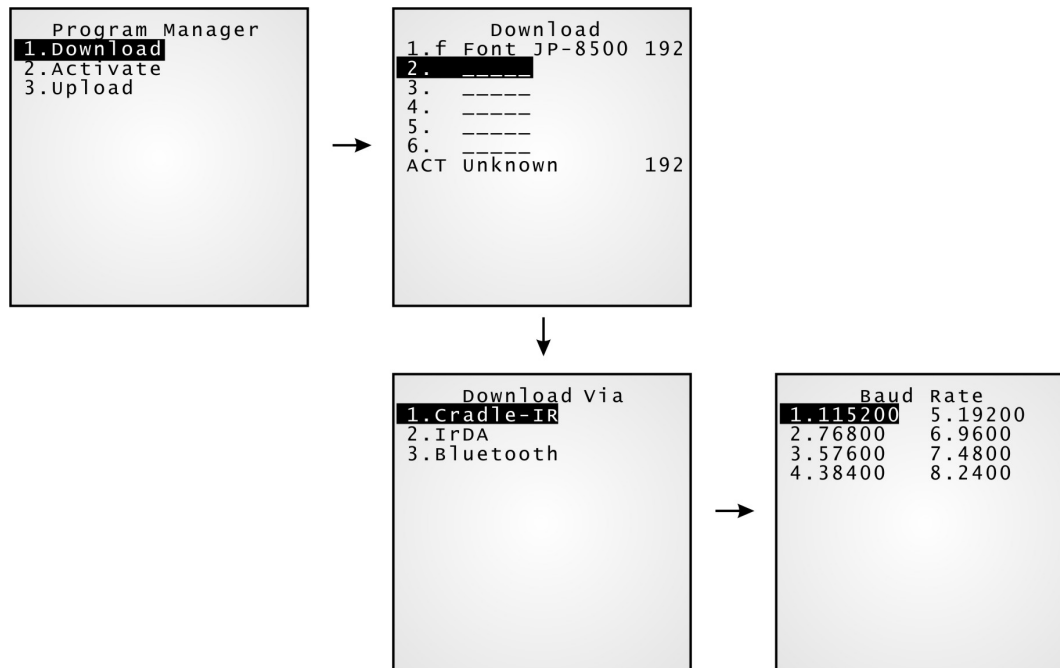 Program Manager
1.Download
2.Activate
3.Upload
Download
1.f Font JP-8500 192
2. _____
3. _____
4. _____
5. _____
6. _____
ACT Unknown 192
Download Via
1.Cradle-IR
2.IrDA
3.Bluetooth
Baud Rate
1.115200 5.19200
2.76800 6.9600
3.57600 7.4800
4.38400 8.2400